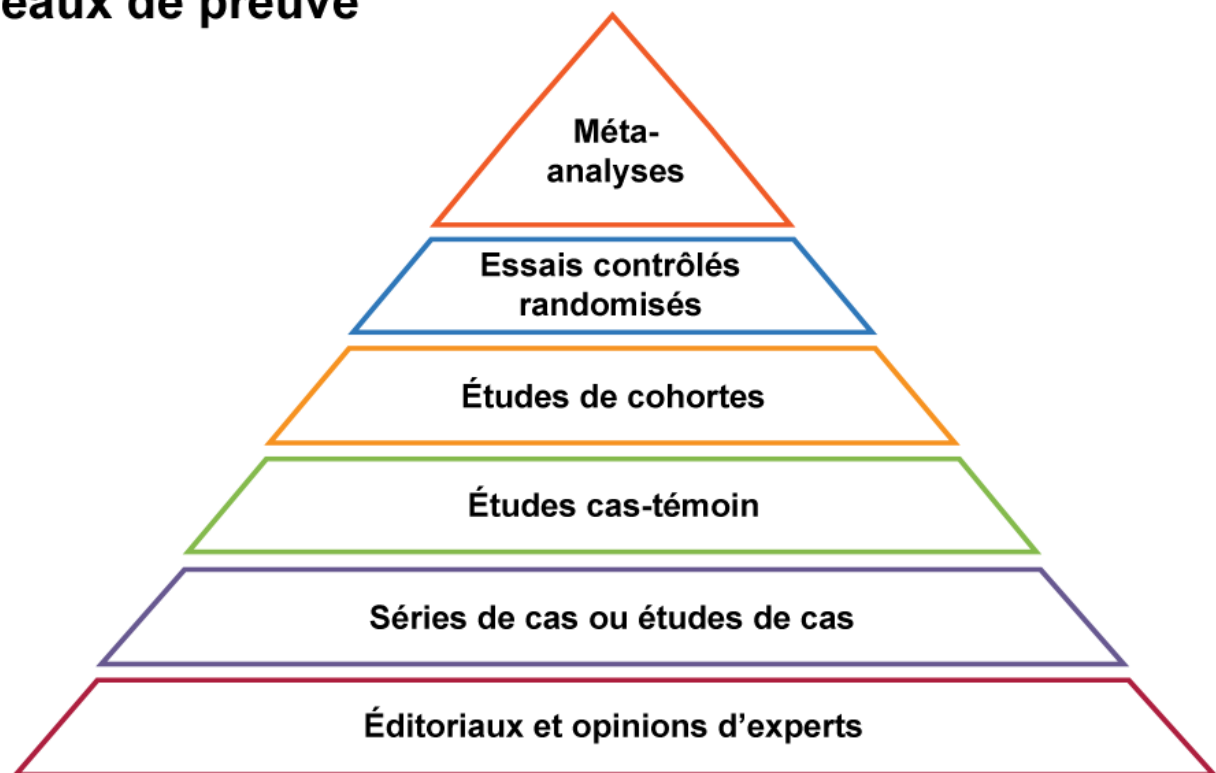 eaux de preuve
Méta-
analyses
Essais contrôlés
randomisés
Études de cohortes
Études cas-témoin
Séries de cas ou études de cas
Éditoriaux et opinions d’experts